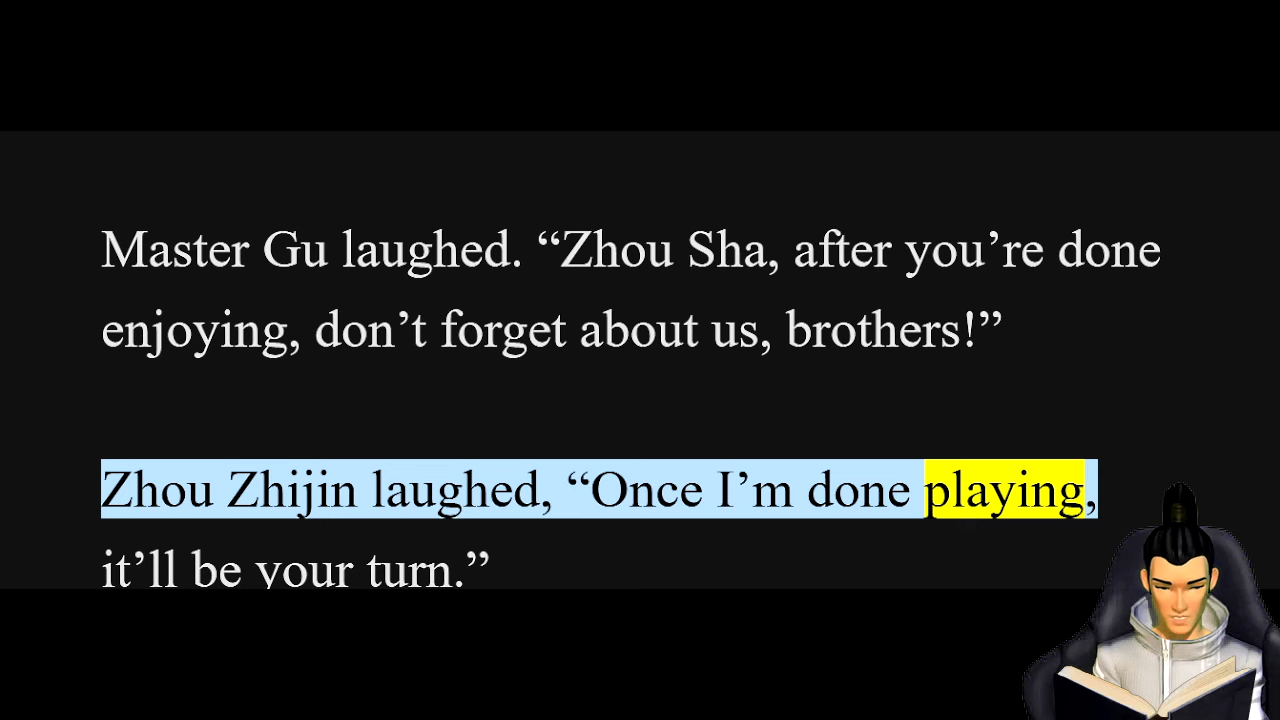 Master Gu laughed. “Zhou Sha, after you’re done
enjoying, don’t forget about us, brothers!”
Zhou Zhijin laughed, “Once I’m done playing,
it’ll be your turn.”